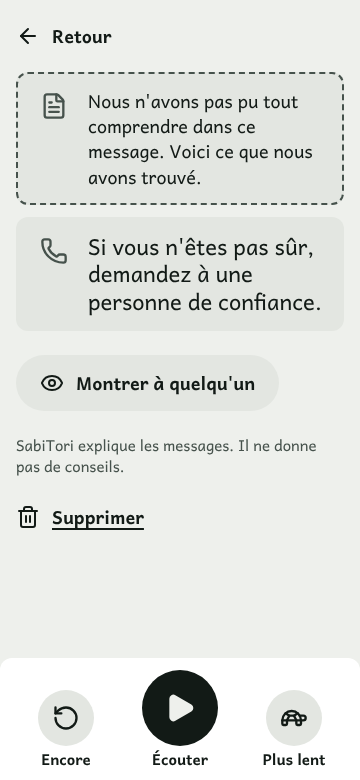 Retour
Nous n'avons pas pu tout
comprendre dans ce
message. Voici ce que nous
avons trouvé.
Si vous n'êtes pas sûr,
demandez à une
personne de confiance.
Montrer à quelqu'un
SabiTori explique les messages. Il ne donne
pas de conseils.
Supprimer
Encore
Écouter
Plus lent